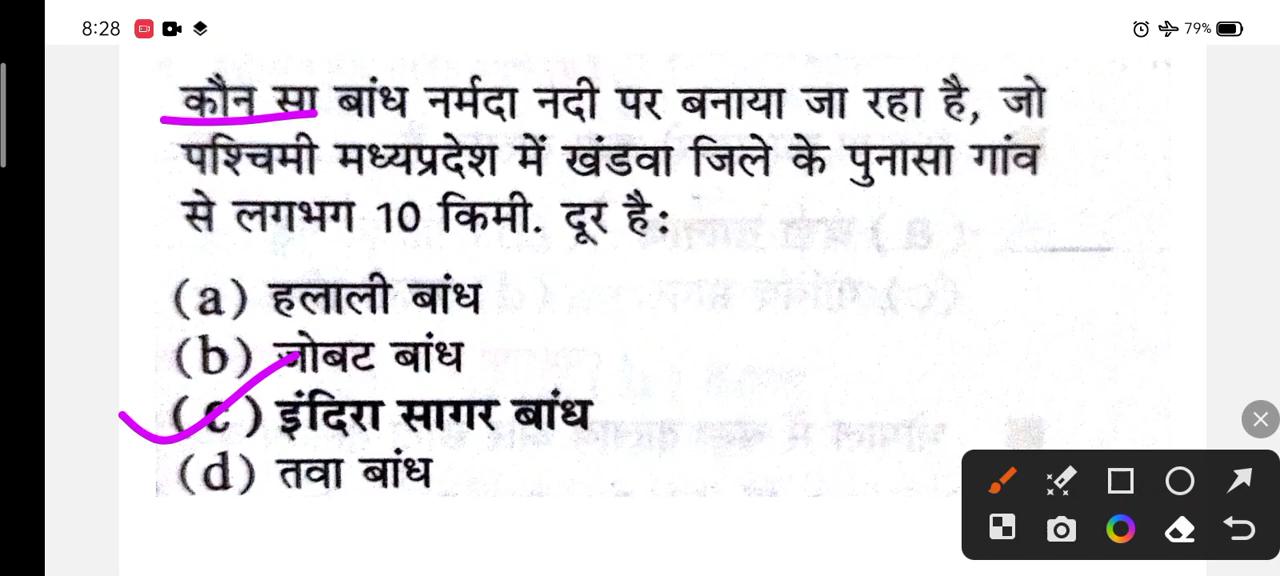 8:28 79%
कौन सा बांध नर्मदा नदी पर बनाया जा रहा है, जो
पश्चिमी मध्यप्रदेश में खंडवा जिले के पुनासा गांव
से लगभग 10 किमी. दूर है:
(a) हलाली बांध
(b) जोबट बांध
(c) इंदिरा सागर बांध
(d) तवा बांध